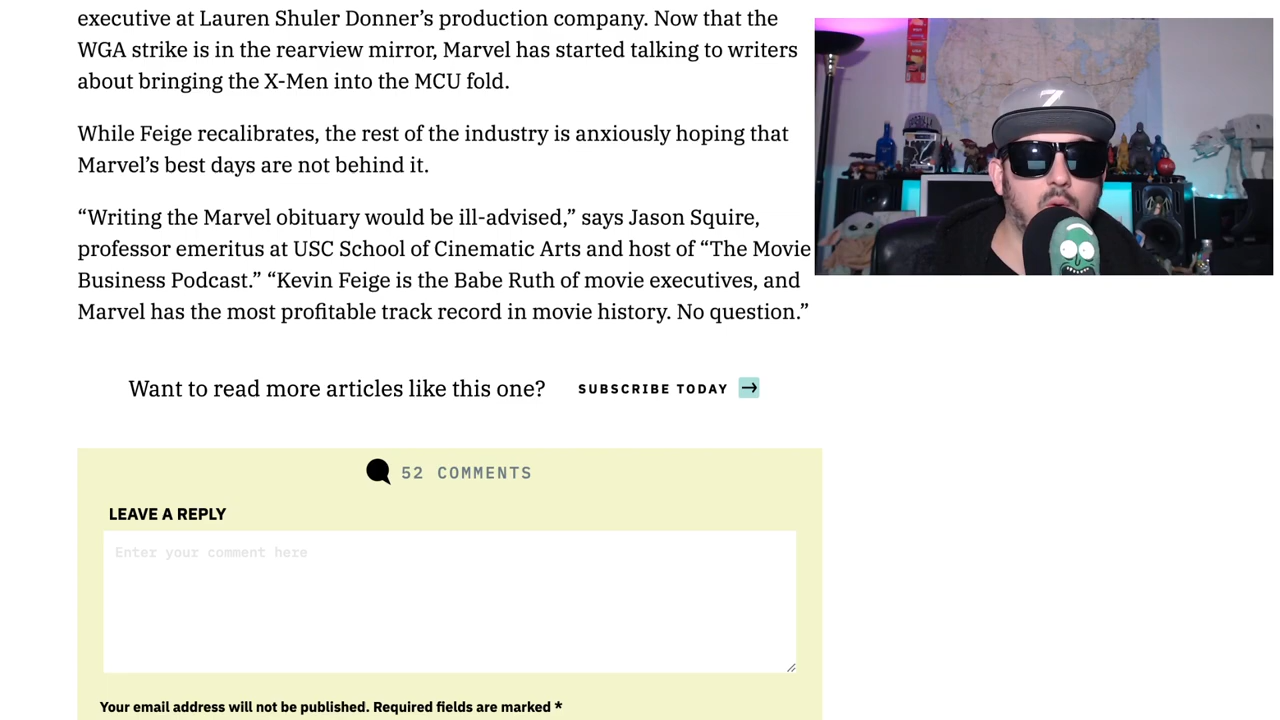 executive at Lauren Shuler Donner’s production company. Now that the
WGA strike is in the rearview mirror, Marvel has started talking to writers
about bringing the X-Men into the MCU fold.
While Feige recalibrates, the rest of the industry is anxiously hoping that
Marvel’s best days are not behind it.
“Writing the Marvel obituary would be ill-advised,” says Jason Squire,
professor emeritus at USC School of Cinematic Arts and host of “The Movie
Business Podcast.” “Kevin Feige is the Babe Ruth of movie executives, and
Marvel has the most profitable track record in movie history. No question.”
Want to read more articles like this one? SUBSCRIBE TODAY →
52 COMMENTS
LEAVE A REPLY
Enter your comment here
Your email address will not be published. Required fields are marked *